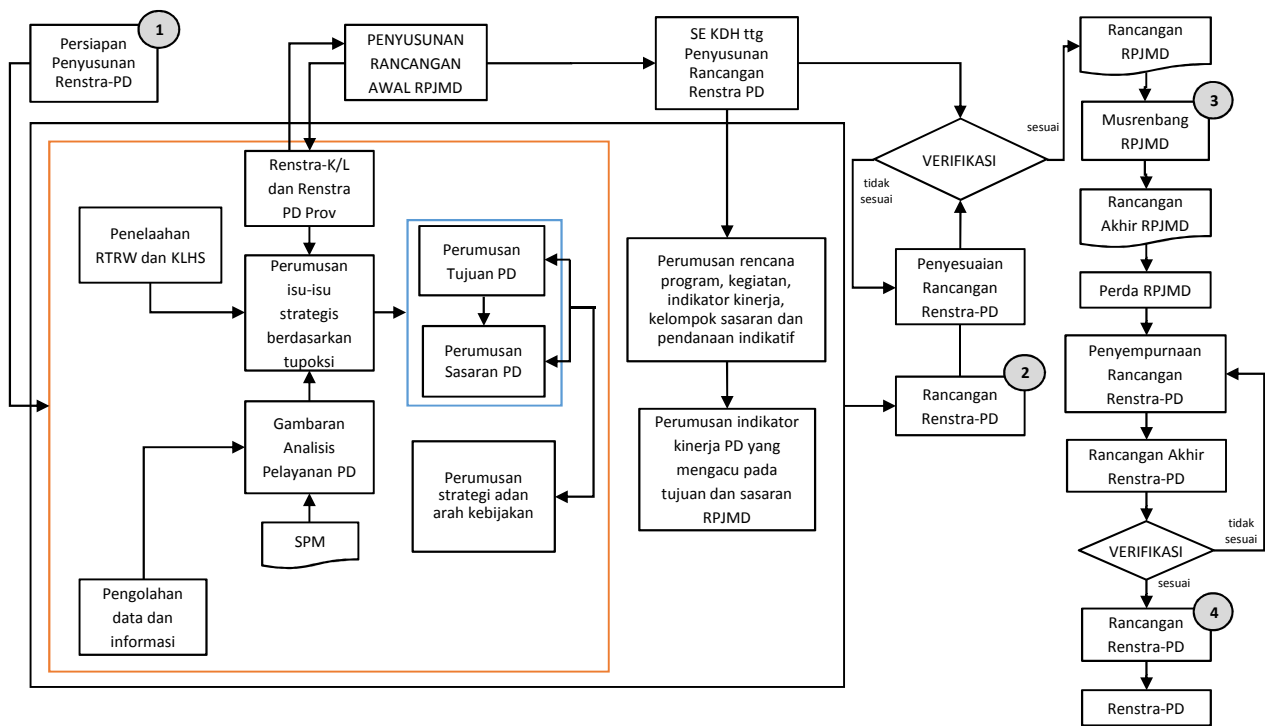 1
Persiapan
Penyusunan
Renstra-PD
PENYUSUNAN
RANCANGAN
AWAL RPJMD
SE KDH ttg
Penyusunan
Rancangan
Renstra PD
Rancangan
RPJMD
3
Musrenbang
RPJMD
sesuai
VERIFIKASI
tidak
sesuai
Rancangan
Akhir RPJMD
Renstra-K/L
dan Renstra
PD Prov
Penelaahan
RTRW dan KLHS
Perumusan
isu-isu
strategis
berdasarkan
tupoksi
Perumusan
Tujuan PD
Perumusan
Sasaran PD
Perumusan rencana
program, kegiatan,
indikator kinerja,
kelompok sasaran dan
pendanaan indikatif
Penyesuaian
Rancangan
Renstra-PD
Perda RPJMD
Penyempurnaan
Rancangan
Renstra-PD
2
Rancangan
Renstra-PD
Gambaran
Analisis
Pelayanan PD
Perumusan
strategi adan
arah kebijakan
Perumusan indikator
kinerja PD yang
mengacu pada
tujuan dan sasaran
RPJMD
Rancangan Akhir
Renstra-PD
SPM
tidak
sesuai
VERIFIKASI
sesuai
Pengolahan
data dan
informasi
4
Rancangan
Renstra-PD
Renstra-PD